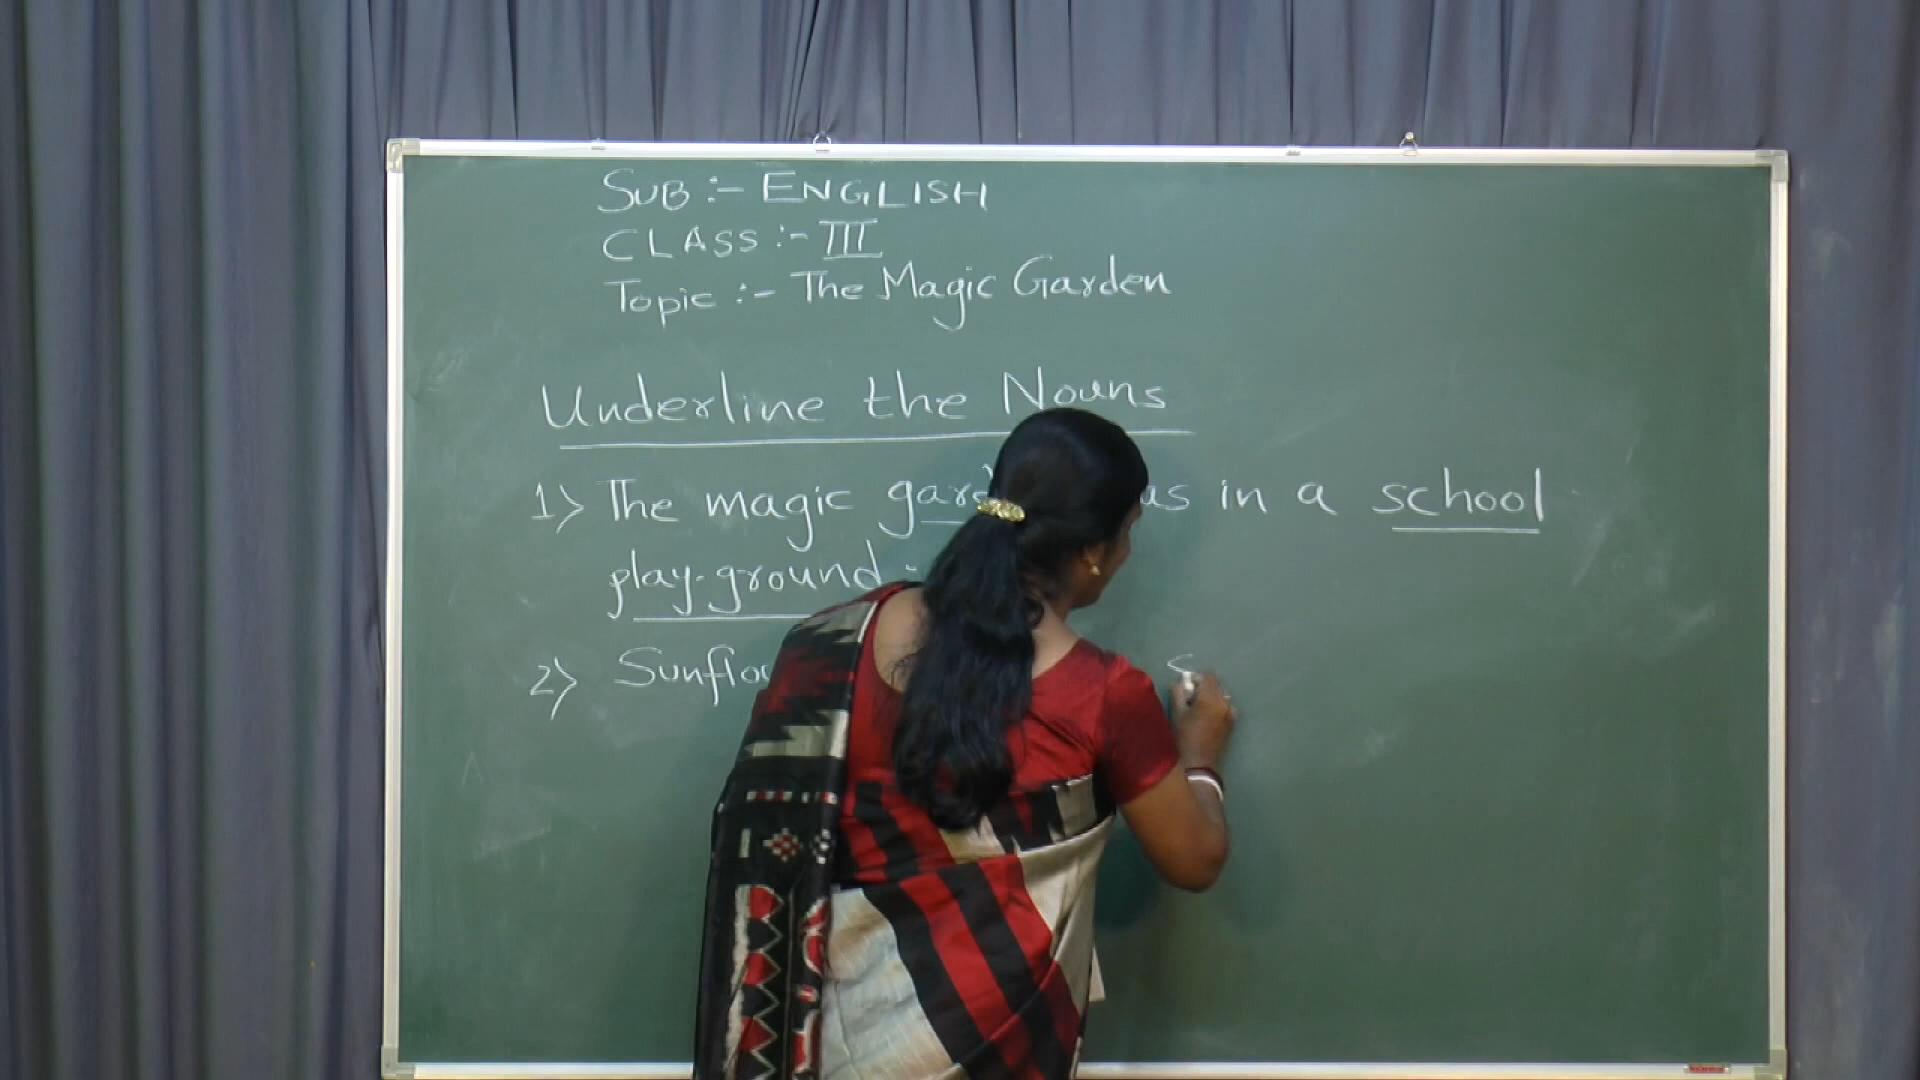 SUB :- ENGLISH
CLASS :- III
Topic :- The Magic Garden
Underline the Nouns
1> The magic in a school
play-ground.
2>